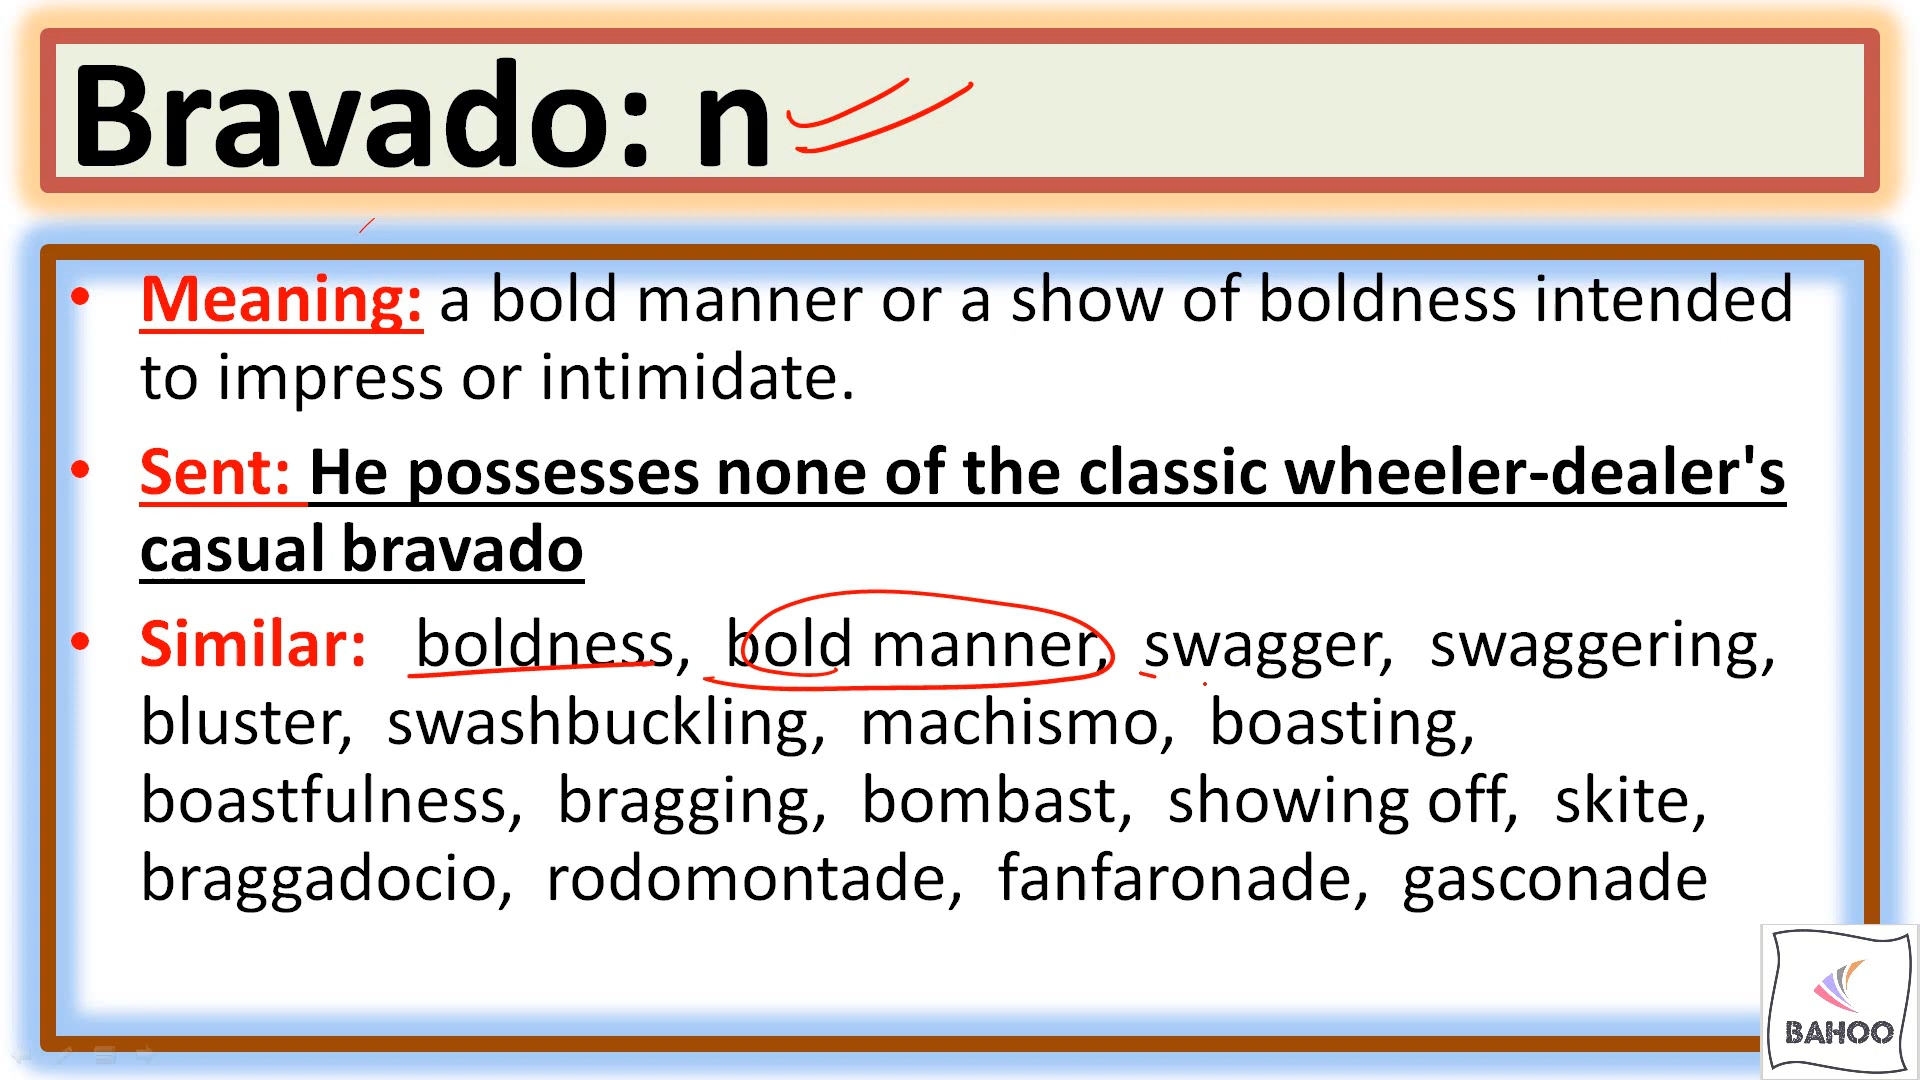 Bravado: n
• Meaning: a bold manner or a show of boldness intended
to impress or intimidate.
• Sent: He possesses none of the classic wheeler-dealer's
casual bravado
• Similar: boldness, bold manner, swagger, swaggering,
bluster, swashbuckling, machismo, boasting,
boastfulness, bragging, bombast, showing off, skite,
braggadocio, rodomontade, fanfaronade, gasconade
BAHOO